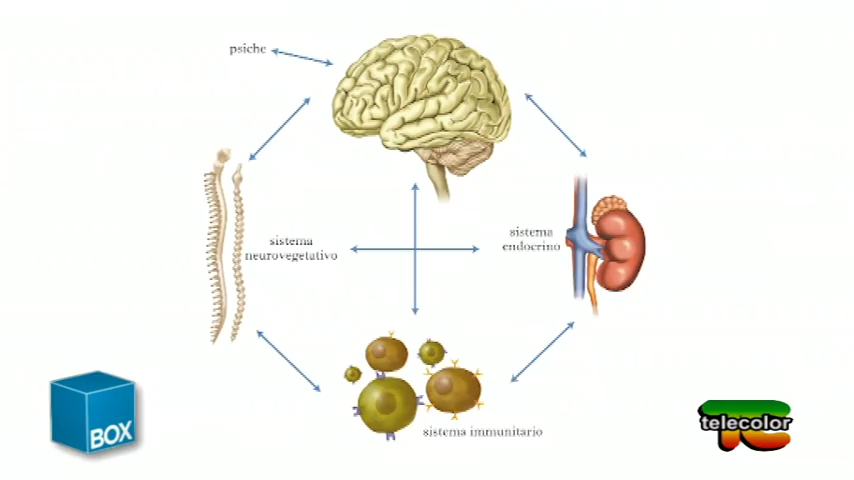 psiche
sistema
neurovegetativo
sistema
endocrino
sistema immunitario
BOX
telecolor